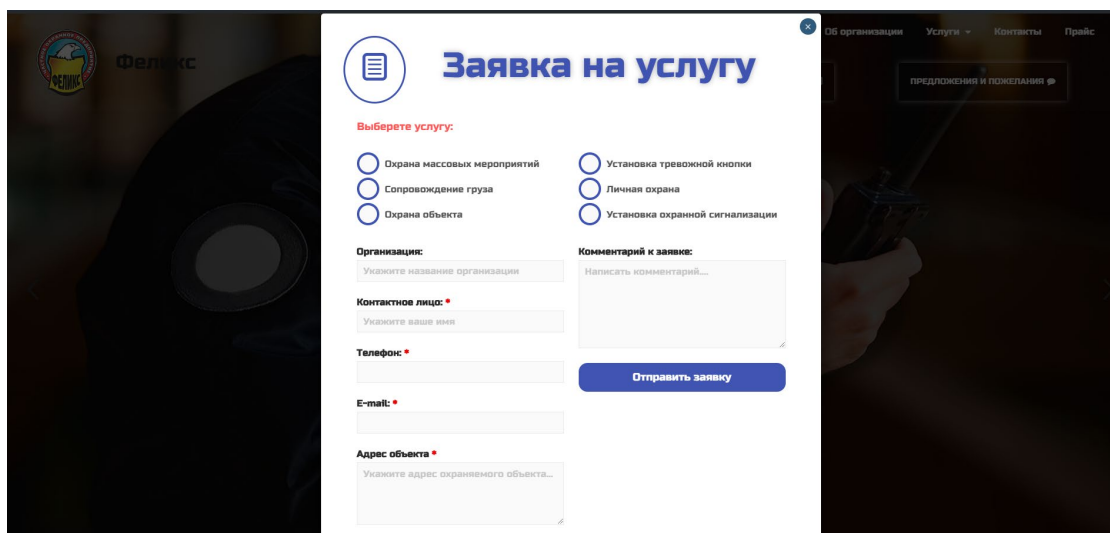 Феликс
ФЕЛИКС
Об организации
Услуги
Контакты
Прайс
ПРЕДЛОЖЕНИЯ И ПОЖЕЛАНИЯ
Заявка на услугу
Выберете услугу:
Охрана массовых мероприятий
Сопровождение груза
Охрана объекта
Установка тревожной кнопки
Личная охрана
Установка охранной сигнализации
Организация:
Укажите название организации
Контактное лицо: *
Укажите ваше имя
Телефон: *
E-mail: *
Адрес объекта *
Укажите адрес охраняемого объекта...
Комментарий к заявке:
Написать комментарий....
Отправить заявку